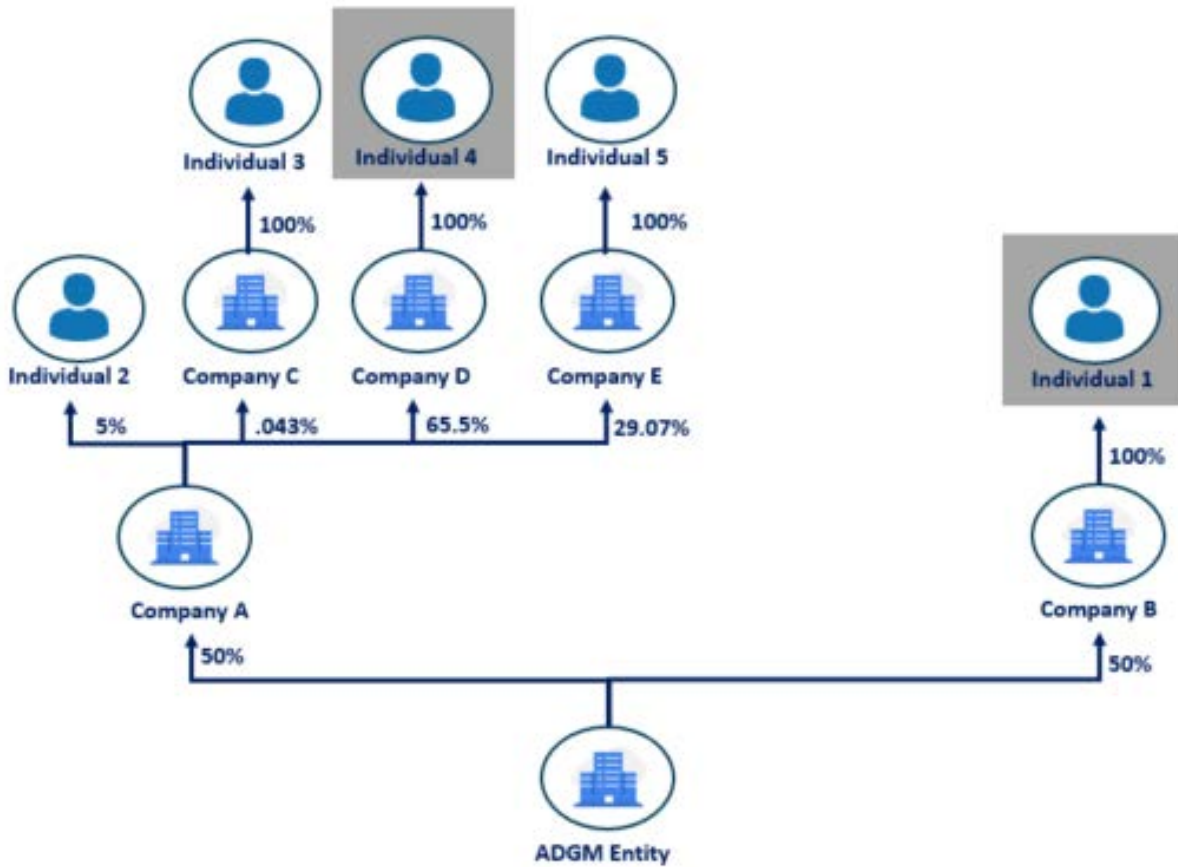 Individual 3
Individual 4
Individual 5
100%
100%
100%
Individual 2
Company C
Company D
Company E
Individual 1
5%
.043%
65.5%
29.07%
100%
Company A
Company B
50%
50%
ADGM Entity